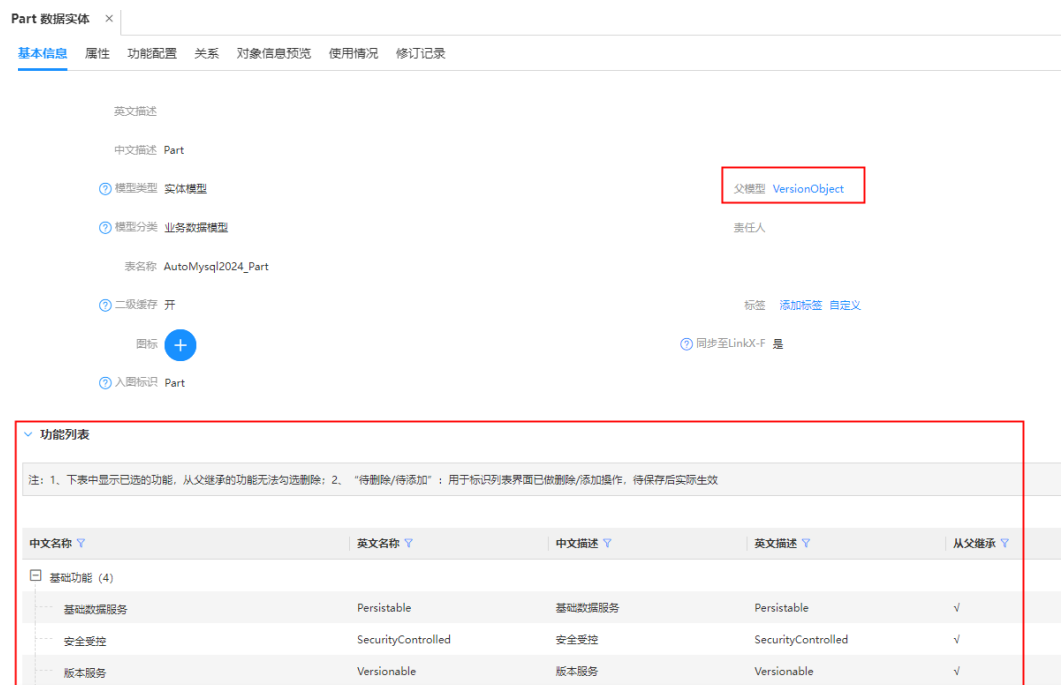 Part 数据实体 ×
基本信息 属性 功能配置 关系 对象信息预览 使用情况 修订记录
英文描述
中文描述 Part
? 模型类型 实体模型 父模型 VersionObject
? 模型分类 业务数据模型 责任人
表名称 AutoMysql2024_Part
? 二级缓存 开 标签 添加标签 自定义
图标 + ? 同步至LinkX-F 是
? 入图标识 Part
功能列表
注：1、下表中显示已选的功能，从父继承的功能无法勾选删除；2、 “待删除/待添加”：用于标识列表界面已做删除/添加操作，待保存后实际生效
中文名称 英文名称 中文描述 英文描述 从父继承
基础功能 (4)
基础数据服务 Persistable 基础数据服务 Persistable √
安全受控 SecurityControlled 安全受控 SecurityControlled √
版本服务 Versionable 版本服务 Versionable √